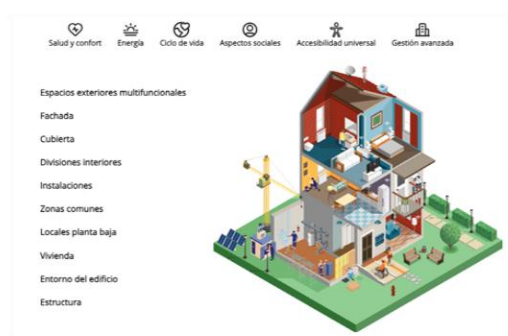 Salud y confort
Energía
Ciclo de vida
Aspectos sociales
Accesibilidad universal
Gestión avanzada
Espacios exteriores multifuncionales
Fachada
Cubierta
Divisiones interiores
Instalaciones
Zonas comunes
Locales planta baja
Vivienda
Entorno del edificio
Estructura